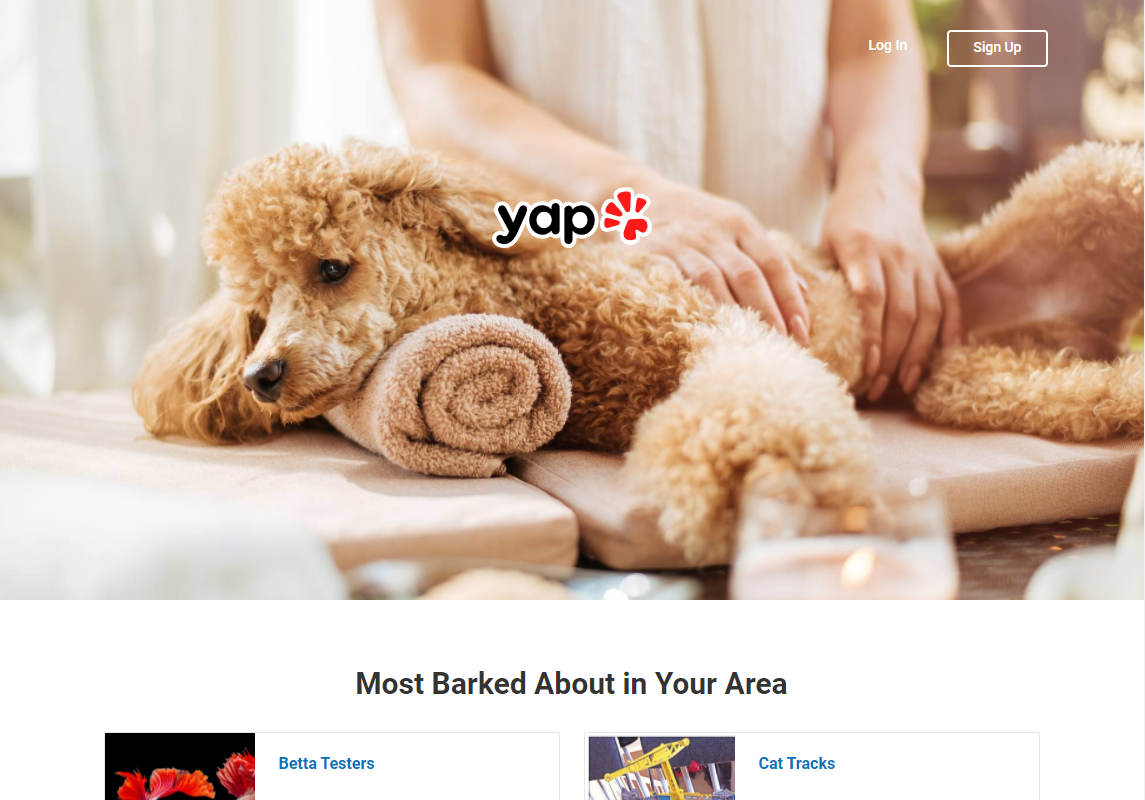 Log In
Sign Up
yap
Most Barked About in Your Area
Betta Testers
Cat Tracks